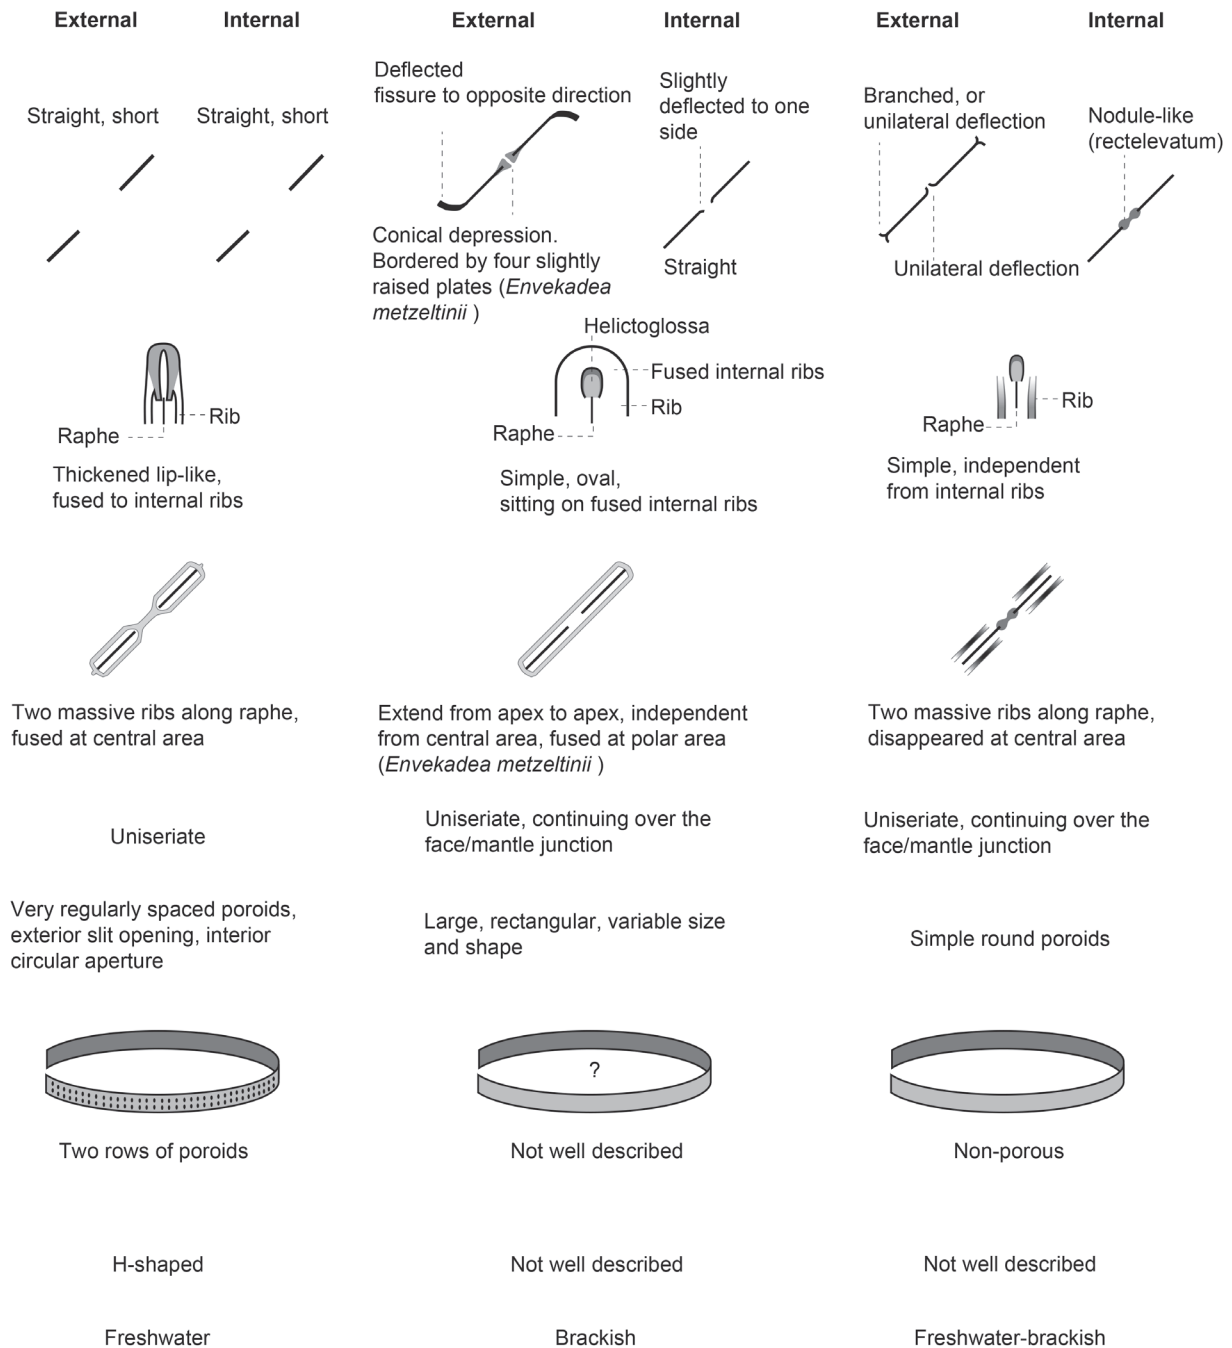 External Internal External Internal External Internal
Straight, short
Straight, short
Deflected
fissure to opposite direction
Slightly
deflected to one
side
Branched, or
unilateral deflection
Nodule-like
(rectelevatum)
Conical depression.
Bordered by four slightly
raised plates (Envekadea
metzeltinii )
Straight
Unilateral deflection
Rib
Raphe
Thickened lip-like,
fused to internal ribs
Helictoglossa
Fused internal ribs
Rib
Raphe
Simple, oval,
sitting on fused internal ribs
Rib
Raphe
Simple, independent
from internal ribs
Two massive ribs along raphe,
fused at central area
Extend from apex to apex, independent
from central area, fused at polar area
(Envekadea metzeltinii )
Two massive ribs along raphe,
disappeared at central area
Uniseriate
Uniseriate, continuing over the
face/mantle junction
Uniseriate, continuing over the
face/mantle junction
Very regularly spaced poroids,
exterior slit opening, interior
circular aperture
Large, rectangular, variable size
and shape
Simple round poroids
?
Two rows of poroids
Not well described
Non-porous
H-shaped
Not well described
Not well described
Freshwater
Brackish
Freshwater-brackish